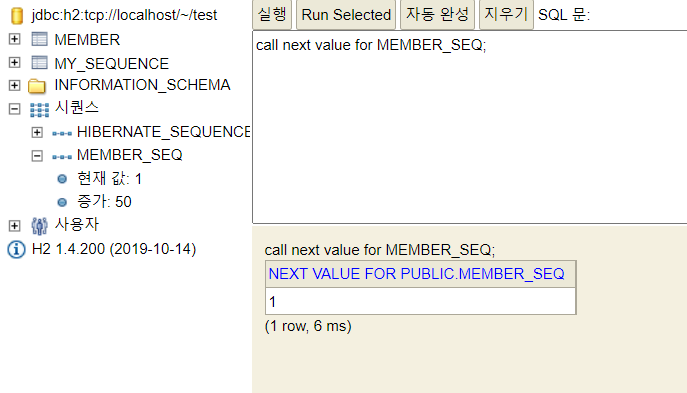 jdbc:h2:tcp://localhost/~/test
MEMBER
MY_SEQUENCE
INFORMATION_SCHEMA
시퀀스
HIBERNATE_SEQUENCE
MEMBER_SEQ
현재 값: 1
증가: 50
사용자
H2 1.4.200 (2019-10-14)
실행 Run Selected 자동 완성 지우기 SQL 문:
call next value for MEMBER_SEQ;
call next value for MEMBER_SEQ;
NEXT VALUE FOR PUBLIC.MEMBER_SEQ
1
(1 row, 6 ms)